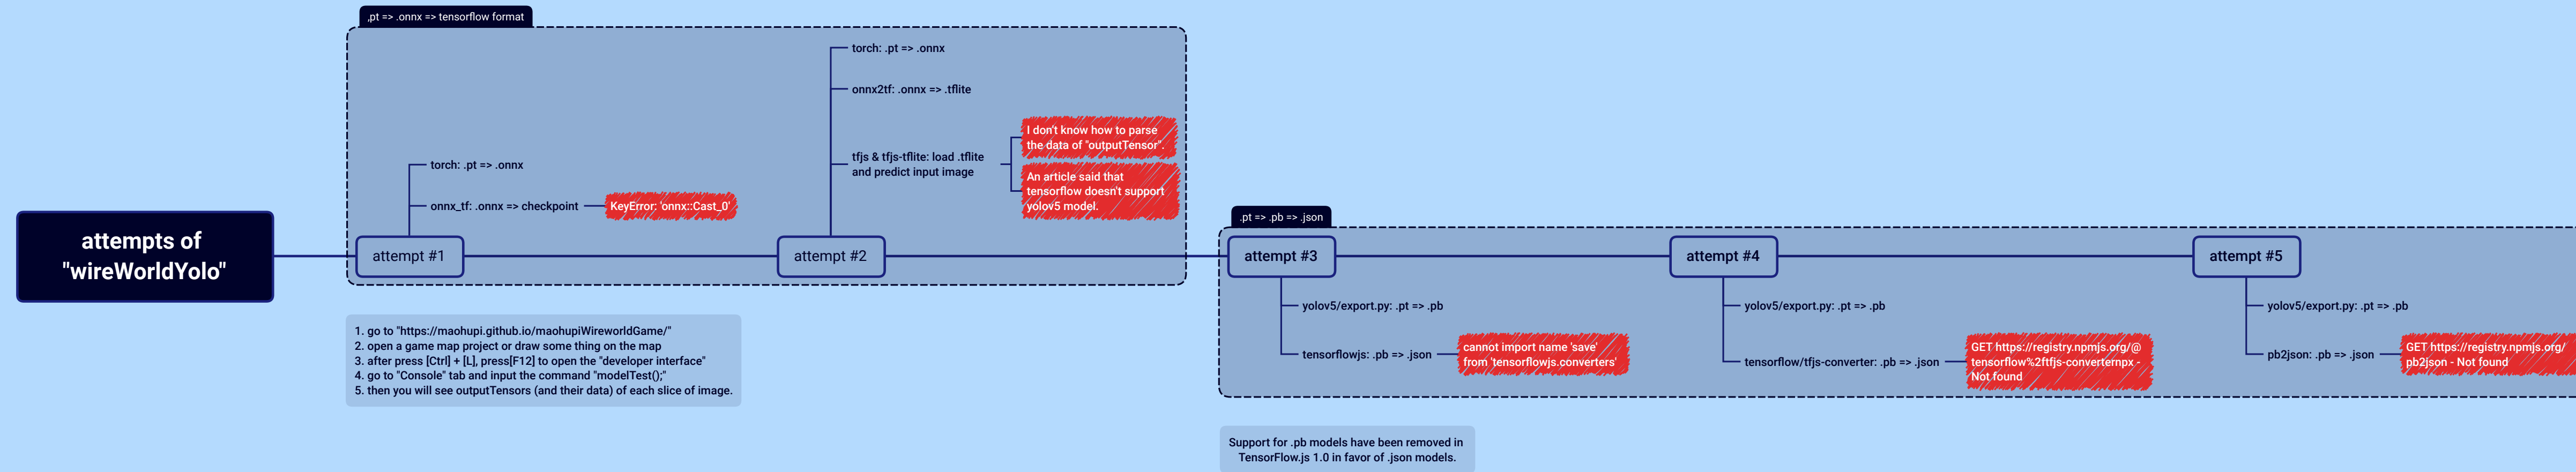 attempts of
"wireWorldYolo"
,pt => .onnx => tensorflow format
attempt #1
torch: .pt => .onnx
onnx_tf: .onnx => checkpoint
KeyError: 'onnx::Cast_0'
attempt #2
torch: .pt => .onnx
onnx2tf: .onnx => .tflite
tfjs & tfjs-tflite: load .tflite
and predict input image
I don't know how to parse
the data of "outputTensor".
An article said that
tensorflow doesn't support
yolov5 model.
1. go to "https://maohupi.github.io/maohupiWireworldGame/"
2. open a game map project or draw some thing on the map
3. after press [Ctrl] + [L], press[F12] to open the "developer interface"
4. go to "Console" tab and input the command "modelTest();"
5. then you will see outputTensors (and their data) of each slice of image.
.pt => .pb => .json
attempt #3
yolov5/export.py: .pt => .pb
tensorflowjs: .pb => .json
cannot import name 'save'
from 'tensorflowjs.converters'
attempt #4
yolov5/export.py: .pt => .pb
tensorflow/tfjs-converter: .pb => .json
GET https://registry.npmjs.org/@
tensorflow%2ftfjs-converternpx -
Not found
attempt #5
yolov5/export.py: .pt => .pb
pb2json: .pb => .json
GET https://registry.npmjs.org/
pb2json - Not found
Support for .pb models have been removed in
TensorFlow.js 1.0 in favor of .json models.